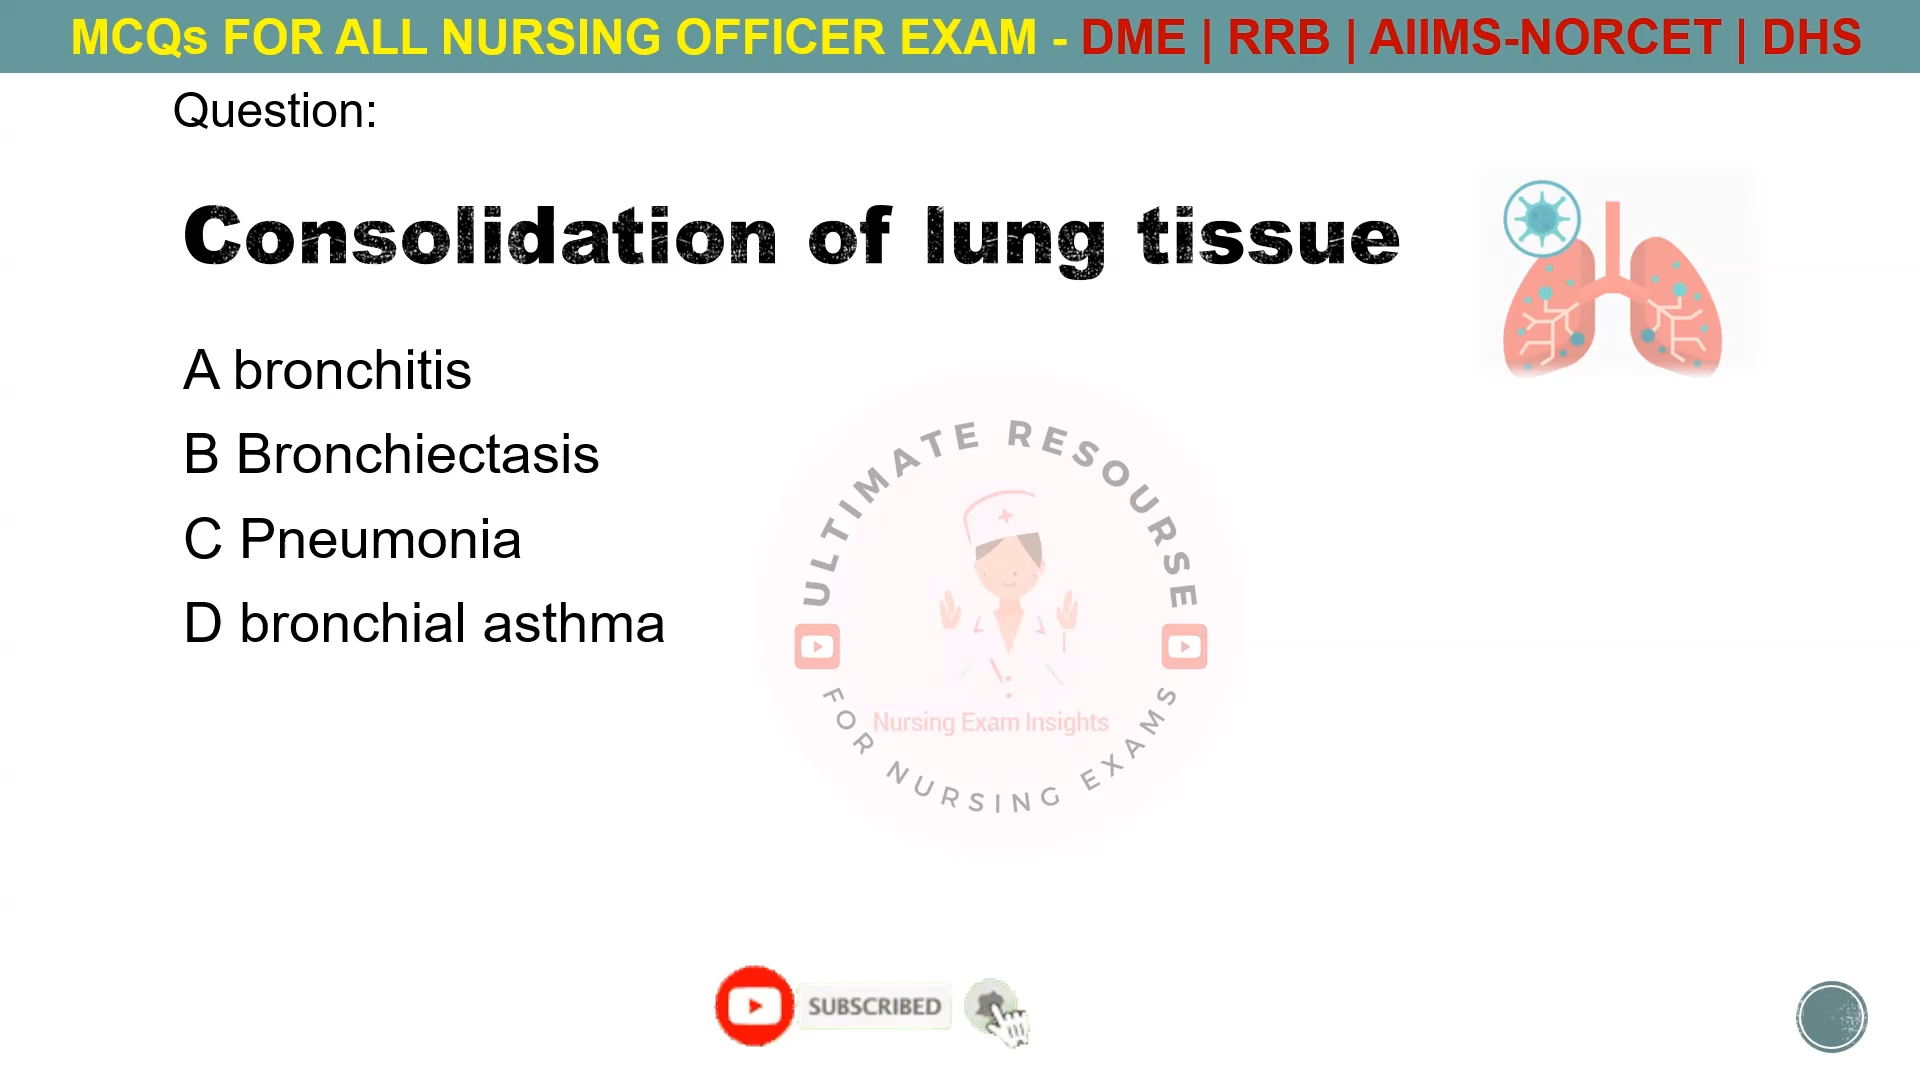 MCQs FOR ALL NURSING OFFICER EXAM - DME | RRB | AIIMS-NORCET | DHS
Question:
Consolidation of lung tissue
A bronchitis
B Bronchiectasis
C Pneumonia
D bronchial asthma
ULTIMATE RESOURSE
Nursing Exam Insights
FOR NURSING EXAMS
SUBSCRIBED